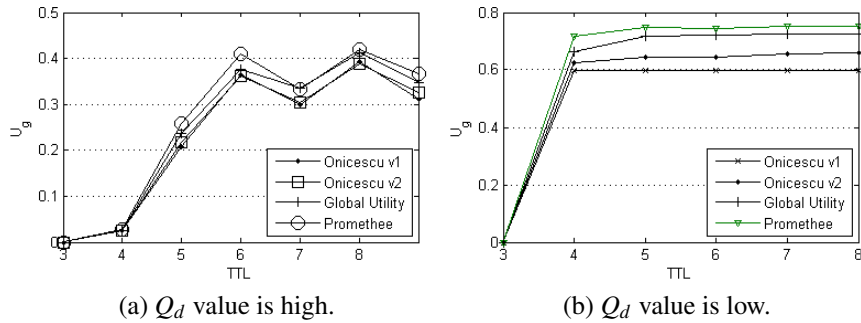 0.5
0.4
0.3
0.2
0.1
0
U_g
3 4 5 6 7 8
TTL
Onicescu v1
Onicescu v2
Global Utility
Promethee
(a) Q_d value is high.
0.8
0.6
0.4
0.2
0
U_g
3 4 5 6 7 8
TTL
Onicescu v1
Onicescu v2
Global Utility
Promethee
(b) Q_d value is low.